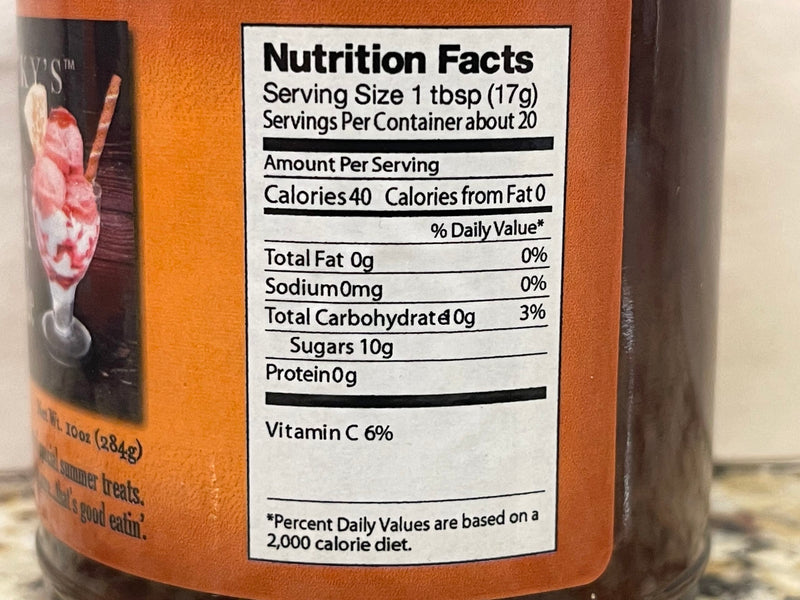 KY'S™
Nutrition Facts
Serving Size 1 tbsp (17g)
Servings Per Container about 20
Amount Per Serving
Calories 40 Calories from Fat 0
% Daily Value*
Total Fat 0g 0%
Sodium 0mg 0%
Total Carbohydrate 10g 3%
Sugars 10g
Protein 0g
Vitamin C 6%
*Percent Daily Values are based on a
2,000 calorie diet.
Net Wt. 10oz (284g)
summer treats.
that's good eatin'.